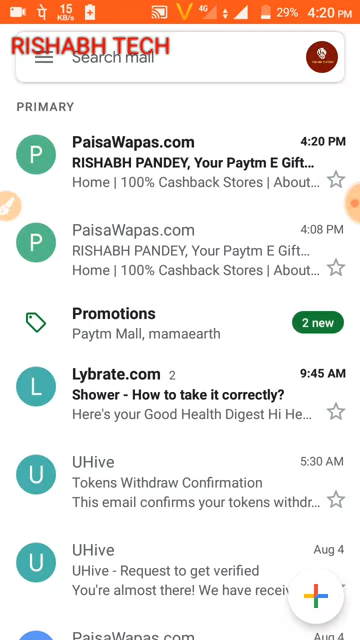 15
KB/s
पे
4G
29%
4:20 PM
RISHABH TECH
Search mail
PRIMARY
P
PaisaWapas.com 4:20 PM
RISHABH PANDEY, Your Paytm E Gift...
Home | 100% Cashback Stores | About...
P
PaisaWapas.com 4:08 PM
RISHABH PANDEY, Your Paytm E Gift...
Home | 100% Cashback Stores | About...
Promotions 2 new
Paytm Mall, mamaearth
L
Lybrate.com 2 9:45 AM
Shower - How to take it correctly?
Here's your Good Health Digest Hi He...
U
UHive 5:30 AM
Tokens Withdraw Confirmation
This email confirms your tokens withdr...
U
UHive Aug 4
UHive - Request to get verified
You're almost there! We have recei
PaisaWapas.com Aug 4